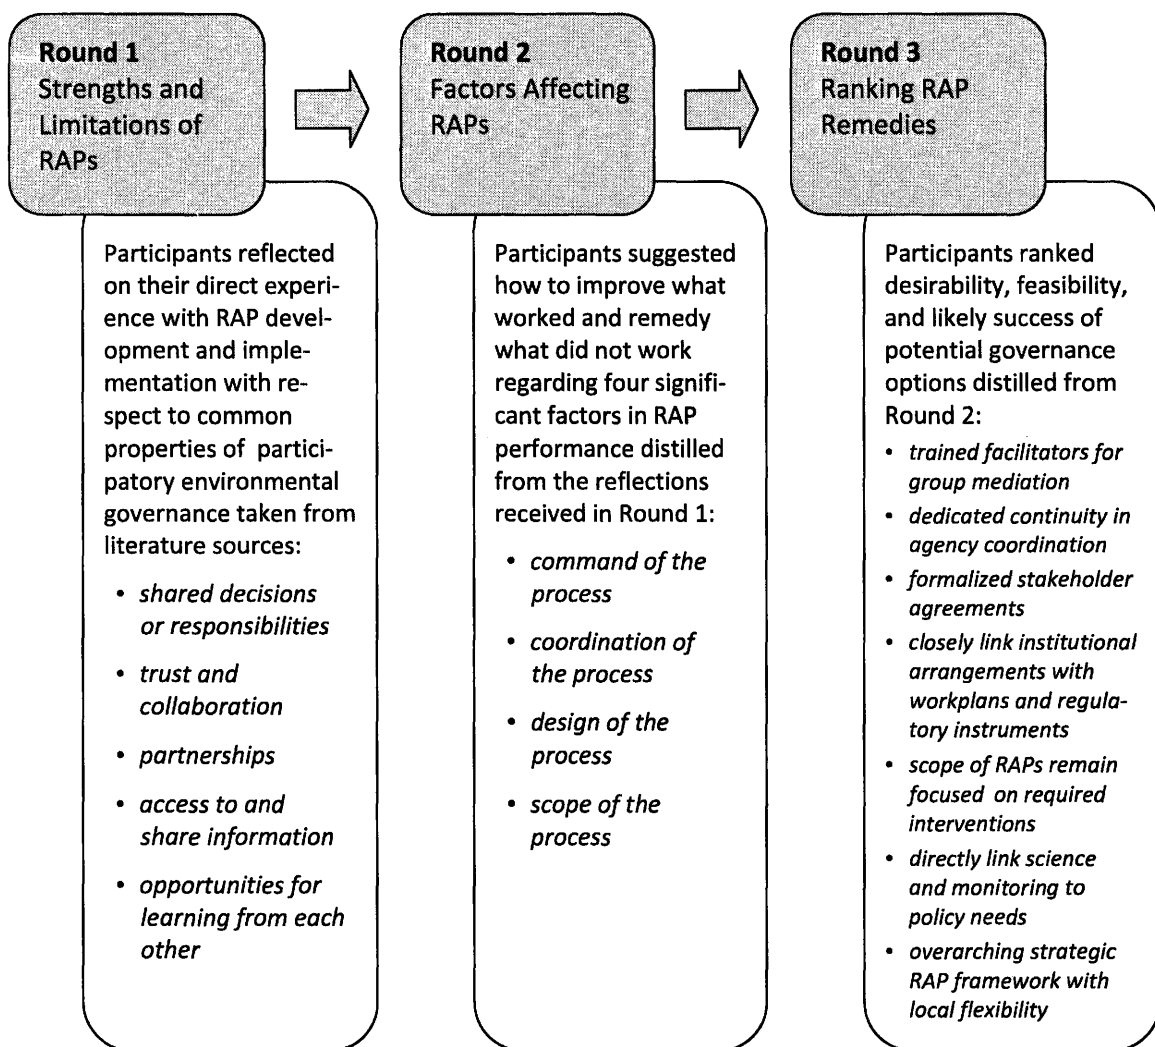 Round 1
Strengths and
Limitations of
RAPs
Participants reflected
on their direct experi-
ence with RAP devel-
opment and imple-
mentation with re-
spect to common
properties of partici-
patory environmental
governance taken from
literature sources:
• shared decisions
or responsibilities
• trust and
collaboration
• partnerships
• access to and
share information
• opportunities for
learning from each
other
Round 2
Factors Affecting
RAPs
Participants suggested
how to improve what
worked and remedy
what did not work
regarding four signifi-
cant factors in RAP
performance distilled
from the reflections
received in Round 1:
• command of the
process
• coordination of
the process
• design of the
process
• scope of the
process
Round 3
Ranking RAP
Remedies
Participants ranked
desirability, feasibility,
and likely success of
potential governance
options distilled from
Round 2:
• trained facilitators for
group mediation
• dedicated continuity in
agency coordination
• formalized stakeholder
agreements
• closely link institutional
arrangements with
workplans and regula-
tory instruments
• scope of RAPs remain
focused on required
interventions
• directly link science
and monitoring to
policy needs
• overarching strategic
RAP framework with
local flexibility